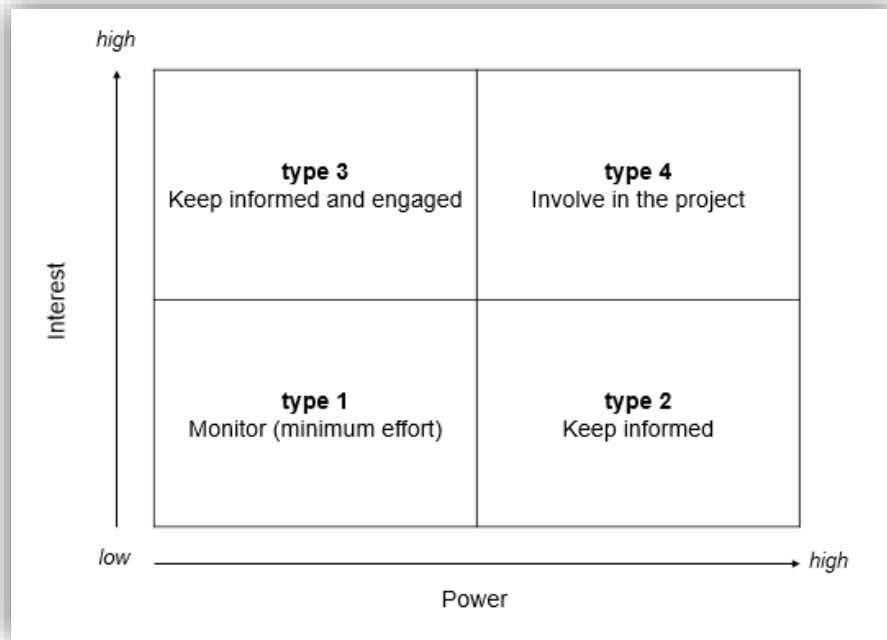 high
type 3
Keep informed and engaged
type 4
Involve in the project
Interest
type 1
Monitor (minimum effort)
type 2
Keep informed
low
high
Power